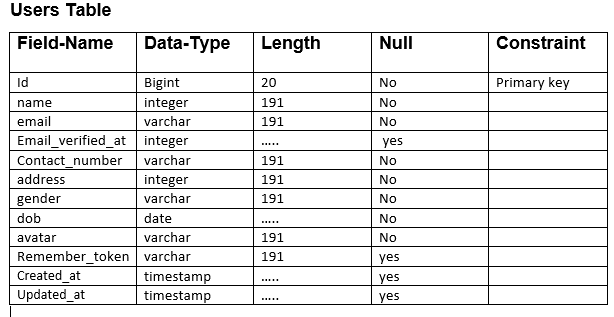 Users Table
Field-Name Data-Type Length Null Constraint
Id Bigint 20 No Primary key
name integer 191 No
email varchar 191 No
Email_verified_at integer ..... yes
Contact_number varchar 191 No
address integer 191 No
gender varchar 191 No
dob date ..... No
avatar varchar 191 No
Remember_token varchar 191 yes
Created_at timestamp ..... yes
Updated_at timestamp ..... yes